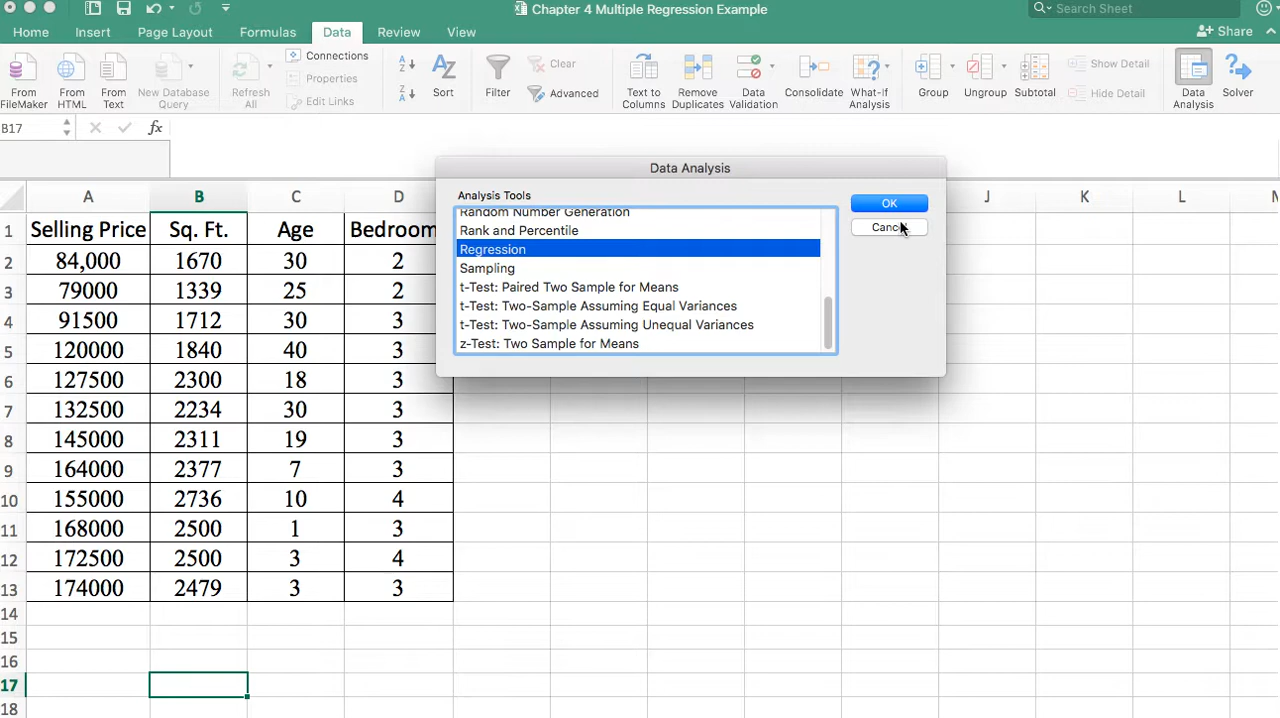 Chapter 4 Multiple Regression Example
Search Sheet
Home Insert Page Layout Formulas Data Review View
Share
From FileMaker
From HTML
From Text
New Database Query
Refresh All
Connections
Properties
Edit Links
Sort
Filter
Clear
Advanced
Text to Columns
Remove Duplicates
Data Validation
Consolidate
What-If Analysis
Group
Ungroup
Subtotal
Show Detail
Hide Detail
Data Analysis
Solver
B17 fx
Data Analysis
Analysis Tools
Random Number Generation
Rank and Percentile
Regression
Sampling
t-Test: Paired Two Sample for Means
t-Test: Two-Sample Assuming Equal Variances
t-Test: Two-Sample Assuming Unequal Variances
z-Test: Two Sample for Means
OK
A B C D J K L M
1 Selling Price Sq. Ft. Age Bedroom
2 84,000 1670 30 2
3 79000 1339 25 2
4 91500 1712 30 3
5 120000 1840 40 3
6 127500 2300 18 3
7 132500 2234 30 3
8 145000 2311 19 3
9 164000 2377 7 3
10 155000 2736 10 4
11 168000 2500 1 3
12 172500 2500 3 4
13 174000 2479 3 3
14
15
16
17
18